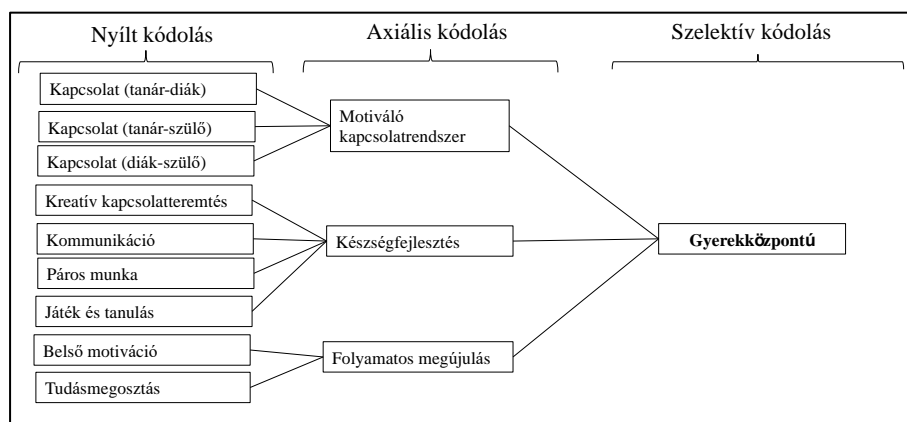 Nyílt kódolás
Axiális kódolás
Szelektív kódolás
Kapcsolat (tanár-diák)
Kapcsolat (tanár-szülő)
Kapcsolat (diák-szülő)
Kreatív kapcsolatteremtés
Kommunikáció
Páros munka
Játék és tanulás
Belső motiváció
Tudásmegosztás
Motiváló
kapcsolatrendszer
Készségfejlesztés
Folyamatos megújulás
Gyerekközpontú